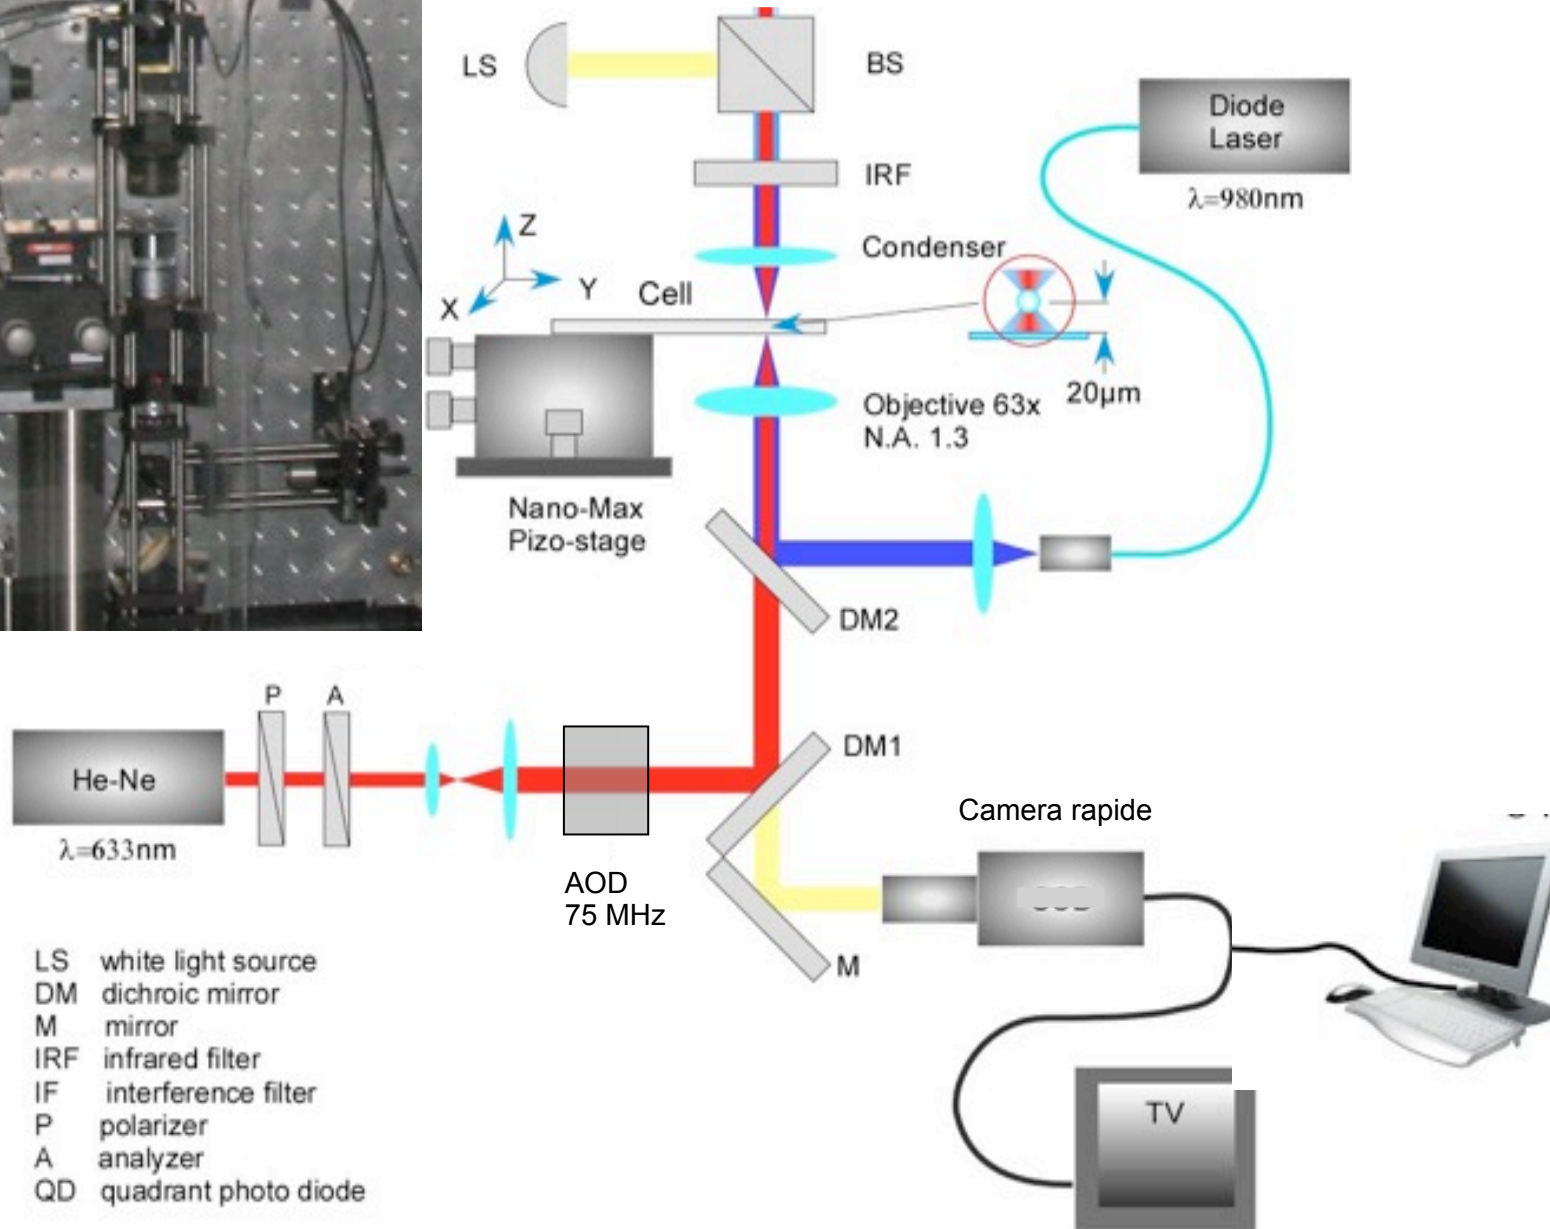 LS
BS
Diode
Laser
λ=980nm
IRF
Condenser
Z
Y
X
Cell
20µm
Objective 63x
N.A. 1.3
Nano-Max
Pizo-stage
DM2
P
A
He-Ne
λ=633nm
DM1
AOD
75 MHz
Camera rapide
M
LS white light source
DM dichroic mirror
M mirror
IRF infrared filter
IF interference filter
P polarizer
A analyzer
QD quadrant photo diode
TV